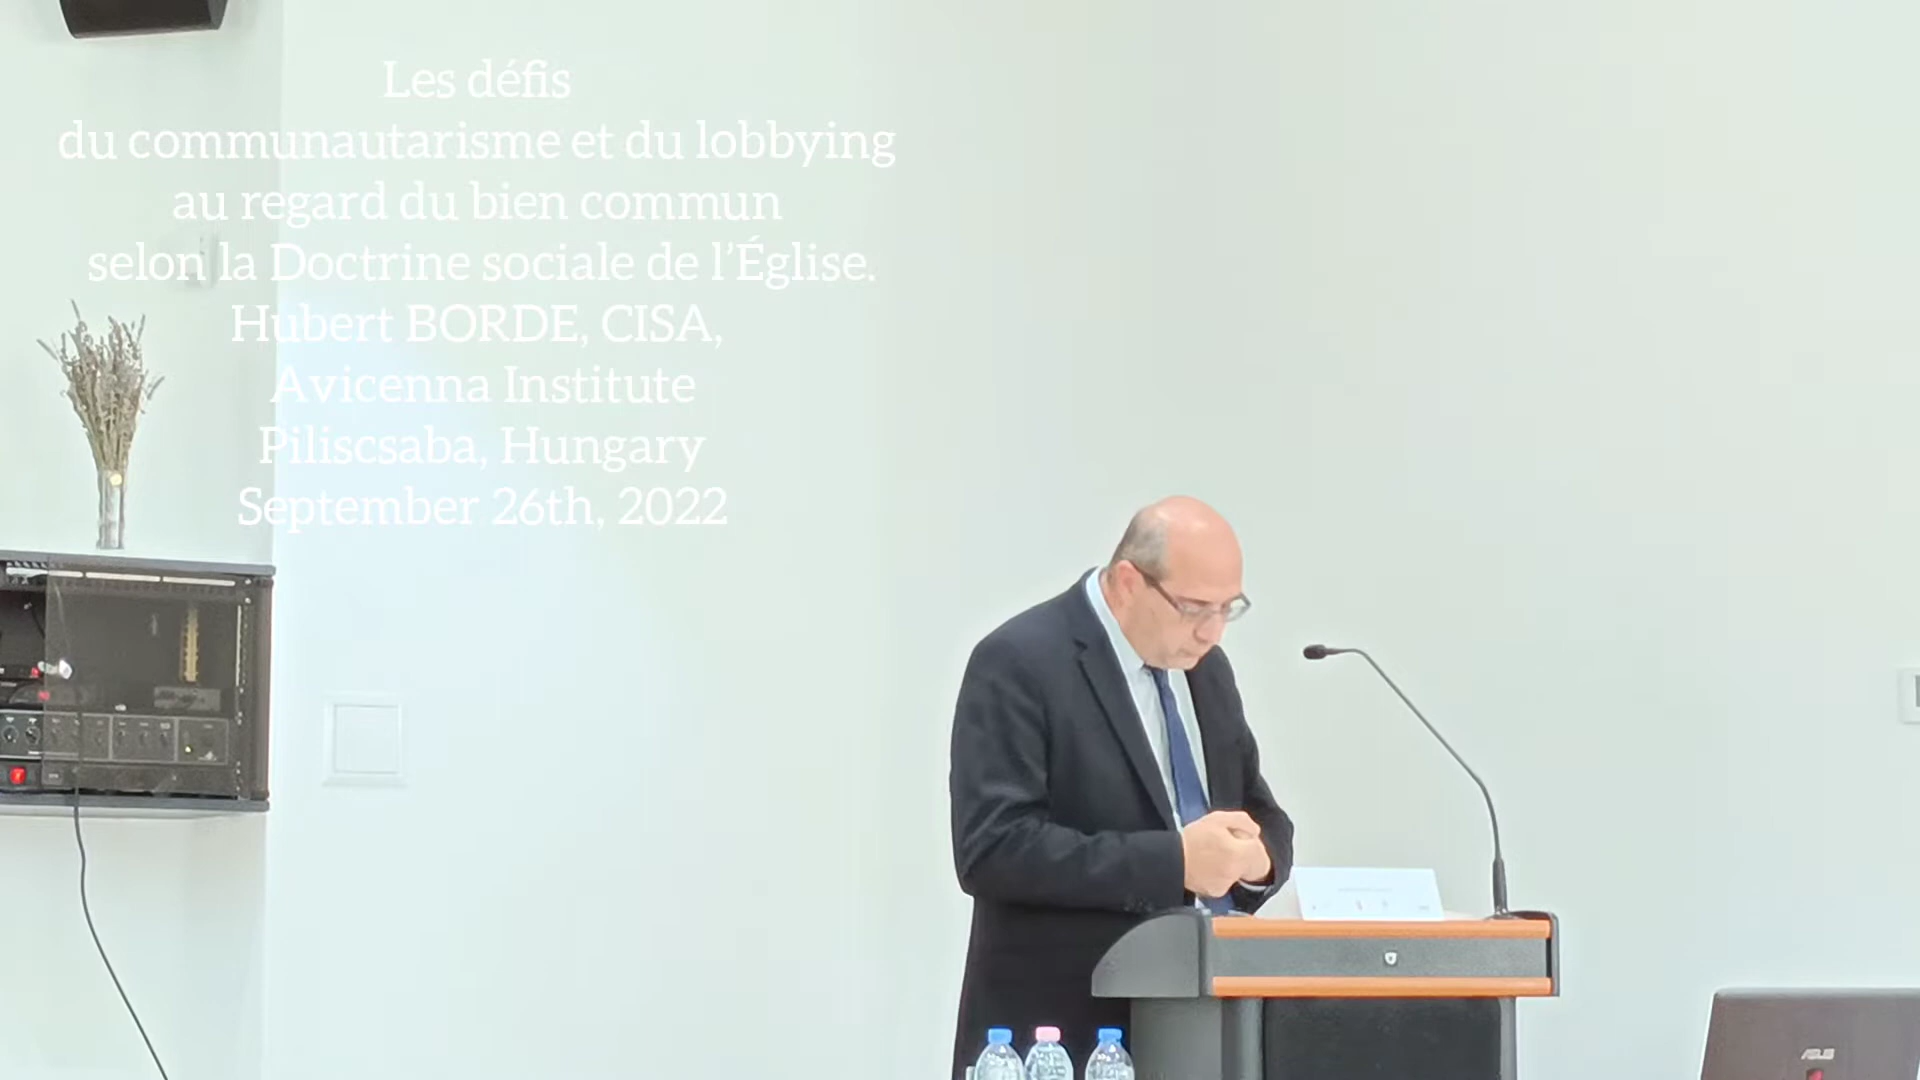 Les défis
du communautarisme et du lobbying
au regard du bien commun
selon la Doctrine sociale de l’Église.
Hubert BORDE, CISA,
Avicenna Institute
Piliscsaba, Hungary
September 26th, 2022
ASUS